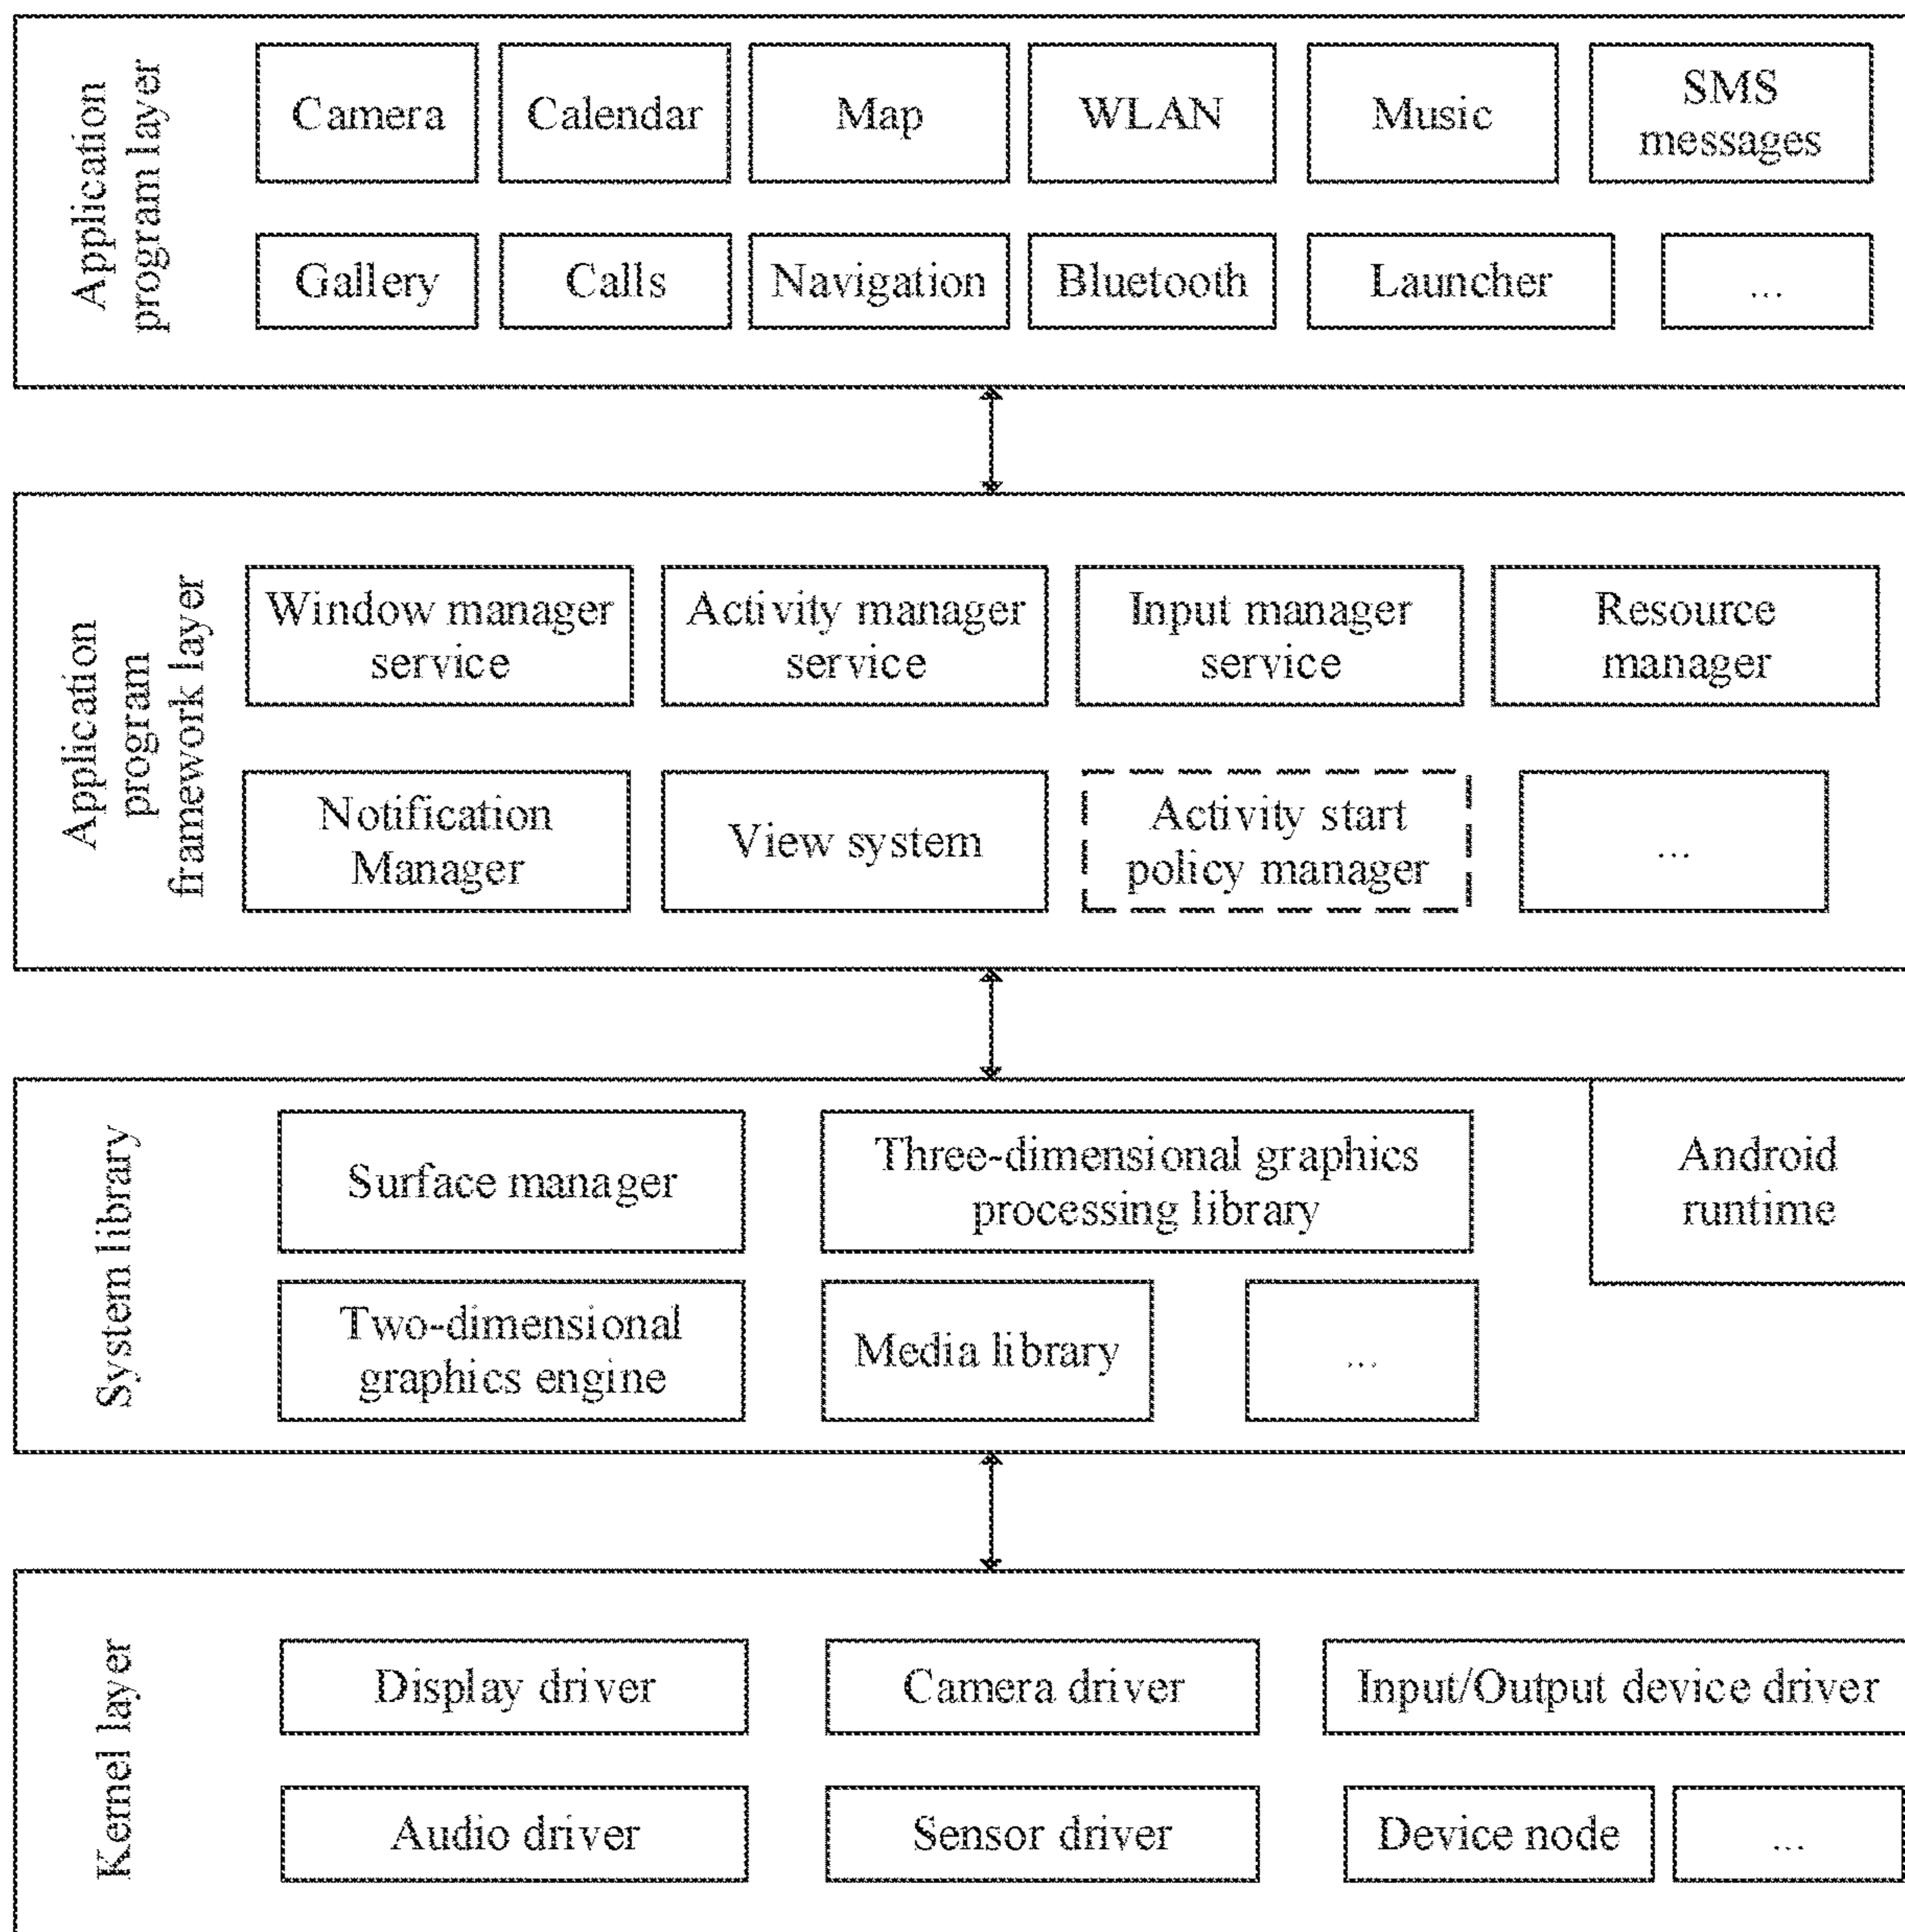 Application
program layer
Camera
Calendar
Map
WLAN
Music
SMS
messages
Gallery
Calls
Navigation
Bluetooth
Launcher
...
Application
program
framework layer
Window manager
service
Activity manager
service
Input manager
service
Resource
manager
Notification
Manager
View system
Activity start
policy manager
...
System library
Surface manager
Three-dimensional graphics
processing library
Android
runtime
Two-dimensional
graphics engine
Media library
...
Kernel layer
Display driver
Camera driver
Input/Output device driver
Audio driver
Sensor driver
Device node
...